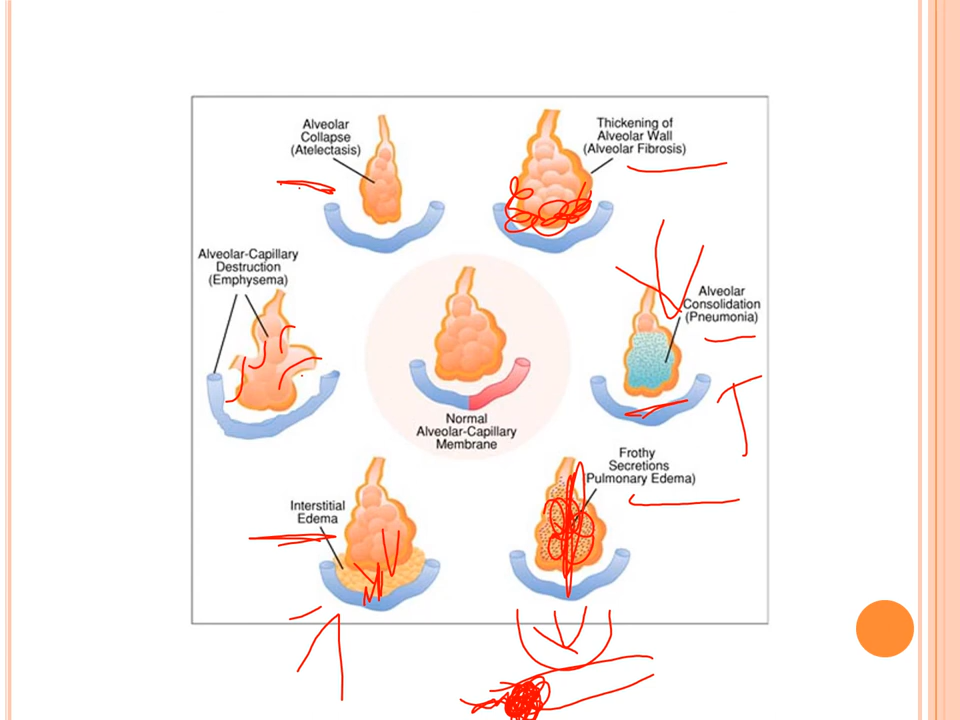 Alveolar
Collapse
(Atelectasis)
Thickening of
Alveolar Wall
(Alveolar Fibrosis)
Alveolar-Capillary
Destruction
(Emphysema)
Alveolar
Consolidation
(Pneumonia)
Normal
Alveolar-Capillary
Membrane
Interstitial
Edema
Frothy
Secretions
Pulmonary Edema)